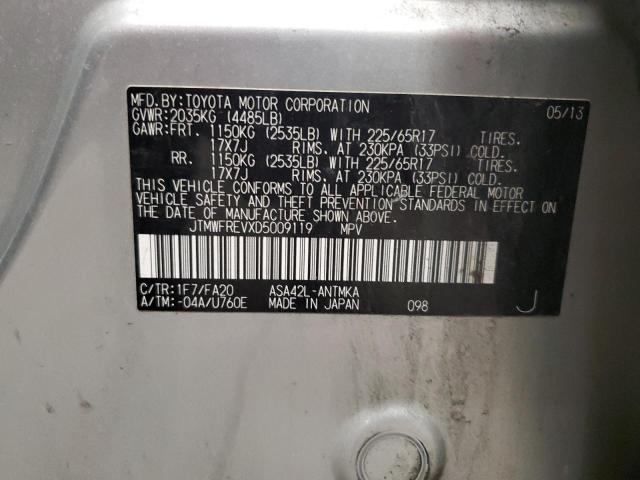 MFD.BY:TOYOTA MOTOR CORPORATION 05/13
GVWR:2035KG (4485LB)
GAWR:FRT. 1150KG (2535LB) WITH 225/65R17 TIRES.
17X7J RIMS. AT 230KPA (33PSI) COLD.
RR. 1150KG (2535LB) WITH 225/65R17 TIRES.
17X7J RIMS. AT 230KPA (33PSI) COLD.
THIS VEHICLE CONFORMS TO ALL APPLICABLE FEDERAL MOTOR
VEHICLE SAFETY AND THEFT PREVENTION STANDARDS IN EFFECT ON
THE DATE OF MANUFACTURE SHOWN ABOVE.
JTMWFREVXD5009119 MPV
C/TR:1F7/FA20 ASA42L-ANTMKA
A/TM:-04A/U760E MADE IN JAPAN 098 J